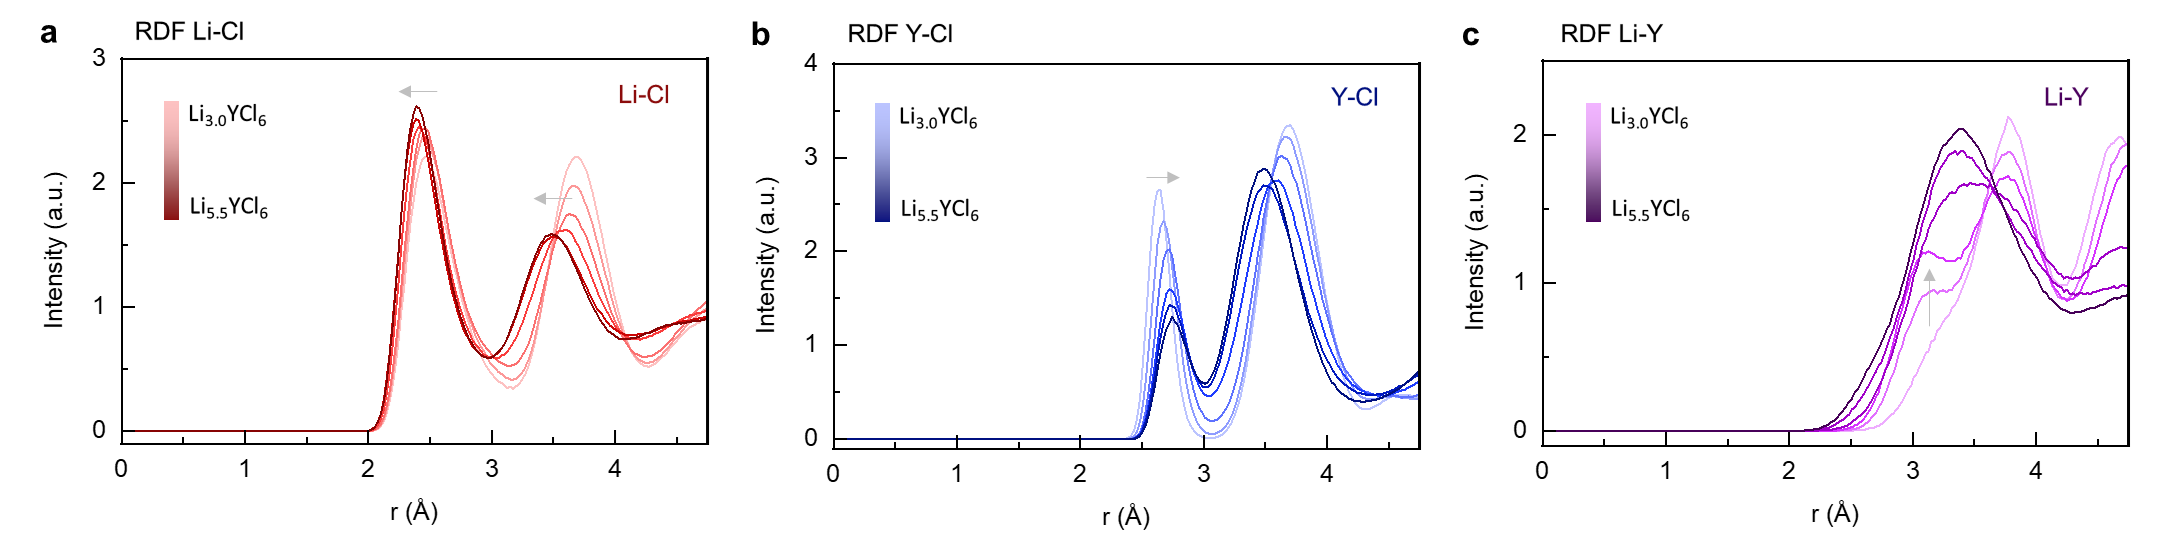 a RDF Li-Cl
3
2
1
0
Intensity (a.u.)
Li3.0YCl6
Li5.5YCl6
Li-Cl
0 1 2 3 4
r (Å)
b RDF Y-Cl
4
3
2
1
0
Intensity (a.u.)
Li3.0YCl6
Li5.5YCl6
Y-Cl
0 1 2 3 4
r (Å)
c RDF Li-Y
2
1
0
Intensity (a.u.)
Li3.0YCl6
Li5.5YCl6
Li-Y
0 1 2 3 4
r (Å)